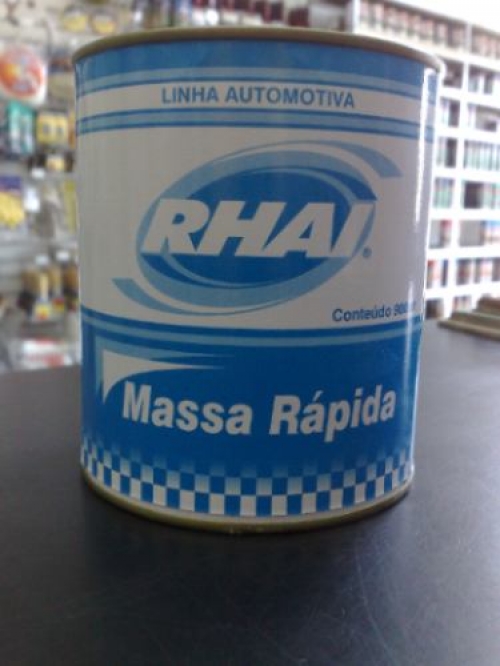 LINHA AUTOMOTIVA
RHAI®
Conteúdo
Massa Rápida